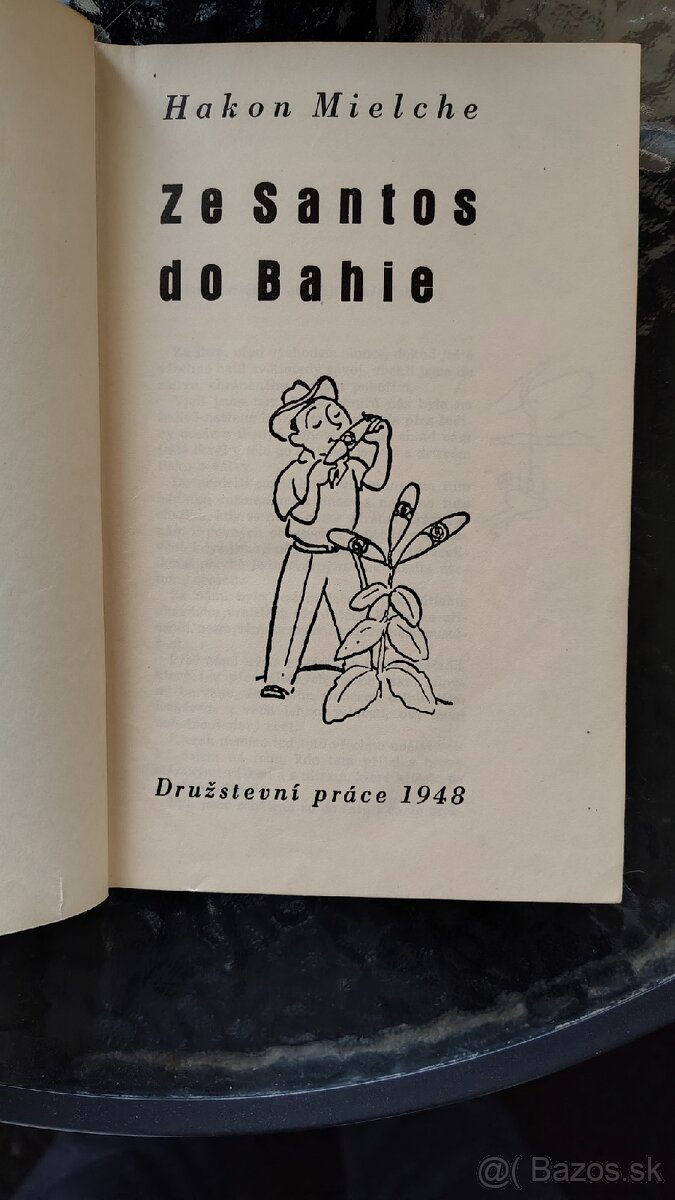 Hakon Mielche
Ze Santos
do Bahie
Družstevní práce 1948
@( Bazos.sk